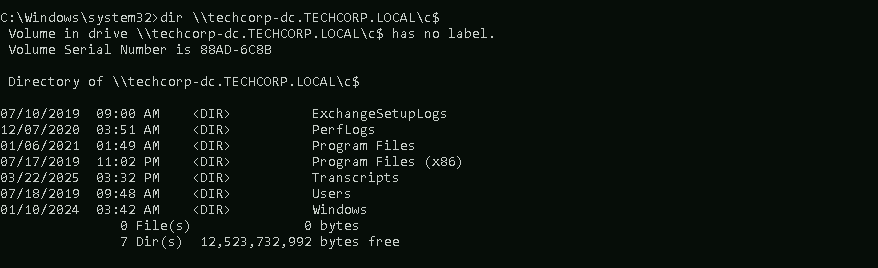 C:\Windows\system32>dir \\techcorp-dc.TECHCORP.LOCAL\c$
 Volume in drive \\techcorp-dc.TECHCORP.LOCAL\c$ has no label.
 Volume Serial Number is 88AD-6C8B

 Directory of \\techcorp-dc.TECHCORP.LOCAL\c$

07/10/2019  09:00 AM    <DIR>          ExchangeSetupLogs
12/07/2020  03:51 AM    <DIR>          PerfLogs
01/06/2021  01:49 AM    <DIR>          Program Files
07/17/2019  11:02 PM    <DIR>          Program Files (x86)
03/22/2025  03:32 PM    <DIR>          Transcripts
07/18/2019  09:48 AM    <DIR>          Users
01/10/2024  03:42 AM    <DIR>          Windows
               0 File(s)              0 bytes
               7 Dir(s)  12,523,732,992 bytes free